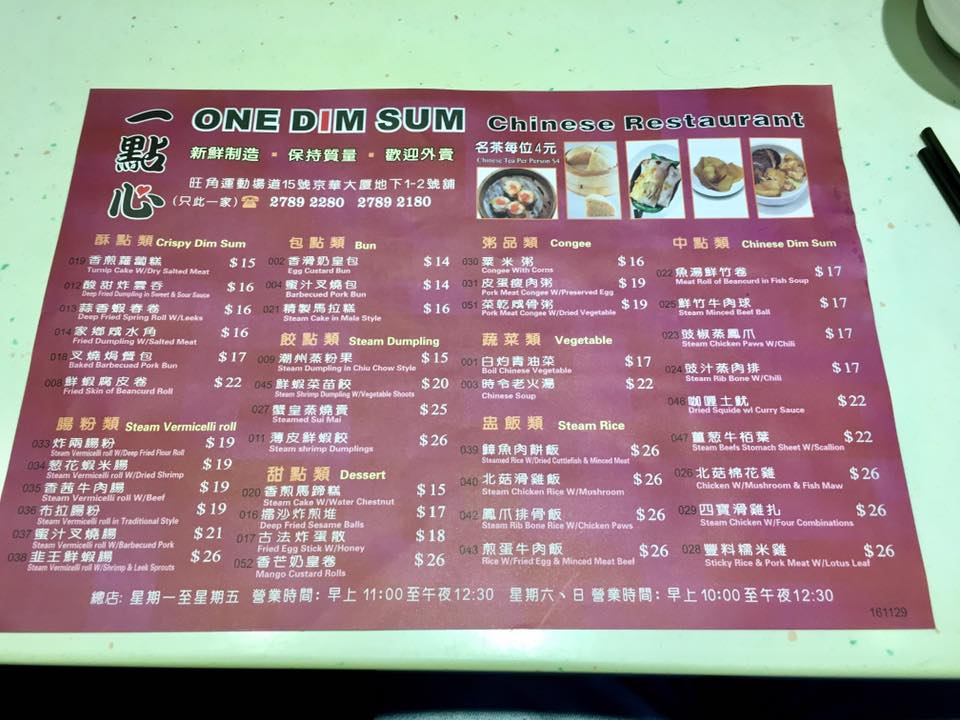 一點心
ONE DIM SUM Chinese Restaurant
新鮮制造 ▪ 保持質量 ▪ 歡迎外賣
名茶每位4元
Chinese Tea Per Person $4
旺角運動場道15號京華大廈地下1-2號舖
(只此一家) ☎ 2789 2280 2789 2180
酥點類 Crispy Dim Sum
019 香煎蘿蔔糕 $15
Turnip Cake W/Dry Salted Meat
012 酸甜炸雲吞 $16
Deep Fried Dumpling in Sweet & Sour Sauce
013 蒜香蝦春卷 $16
Deep Fried Spring Roll W/Leeks
014 家鄉咸水角 $16
Fried Dumpling W/Salted Meat
018 叉燒焗餐包 $17
Baked Barbecued Pork Bun
008 鮮蝦腐皮卷 $22
Fried Skin of Beancurd Roll
腸粉類 Steam Vermicelli roll
033 炸兩腸粉 $19
Steam Vermicelli roll W/Deep Fried Flour Roll
034 葱花蝦米腸 $19
Steam Vermicelli roll W/Dried Shrimp
035 香茜牛肉腸 $19
Steam Vermicelli roll W/Beef
036 布拉腸粉 $19
Steam Vermicelli roll in Traditional Style
037 蜜汁叉燒腸 $21
Steam Vermicelli roll W/Barbecued Pork
038 韭王鮮蝦腸 $26
Steam Vermicelli roll W/Shrimp & Leek Sprouts
包點類 Bun
002 香滑奶皇包 $14
Egg Custard Bun
004 蜜汁叉燒包 $14
Barbecued Pork Bun
021 精製馬拉糕 $16
Steam Cake in Mala Style
餃點類 Steam Dumpling
009 潮州蒸粉果 $15
Steam Dumpling in Chiu Chow Style
045 鮮蝦菜苗餃 $20
Steam Shrimp Dumpling W/Vegetable Shoots
027 蟹皇蒸燒賣 $25
Steamed Sui Mai
011 薄皮鮮蝦餃 $26
Steam shrimp Dumplings
甜點類 Dessert
020 香煎馬蹄糕 $15
Steam Cake W/Water Chestnut
016 擂沙炸煎堆 $17
Deep Fried Sesame Balls
017 古法炸蛋散 $18
Fried Egg Stick W/Honey
052 香芒奶皇卷 $26
Mango Custard Rolls
粥品類 Congee
030 粟米粥 $16
Congee With Corns
031 皮蛋瘦肉粥 $19
Pork Meat Congee W/Preserved Egg
051 菜乾咸骨粥 $19
Pork Meat Congee W/Dried Vegetable
蔬菜類 Vegetable
001 白灼青油菜 $17
Boil Chinese Vegetable
003 時令老火湯 $22
Chinese Soup
盅飯類 Steam Rice
039 鱆魚肉餅飯 $26
Steamed Rice W/Dried Cuttlefish & Minced Meat
040 北菇滑雞飯 $26
Steam Chicken Rice W/Mushroom
042 鳳爪排骨飯 $26
Steam Rib Bone Rice W/Chicken Paws
043 煎蛋牛肉飯 $26
Rice W/Fried Egg & Minced Meat Beef
中點類 Chinese Dim Sum
022 魚湯鮮竹卷 $17
Meat Roll of Beancurd in Fish Soup
025 鮮竹牛肉球 $17
Steam Minced Beef Ball
023 豉椒蒸鳳爪 $17
Steam Chicken Paws W/Chili
024 豉汁蒸肉排 $17
Steam Rib Bone W/Chili
046 咖喱土魷 $22
Dried Squide w/ Curry Sauce
047 薑葱牛栢葉 $22
Steam Beefs Stomach Sheet W/Scallion
026 北菇棉花雞 $26
Chicken W/Mushroom & Fish Maw
029 四寶滑雞扎 $26
Steam Chicken W/Four Combinations
028 豐料糯米雞 $26
Sticky Rice & Pork Meat W/Lotus Leaf
總店: 星期一至星期五 營業時間: 早上 11:00 至午夜12:30 星期六、日 營業時間: 早上 10:00 至午夜12:30
161129